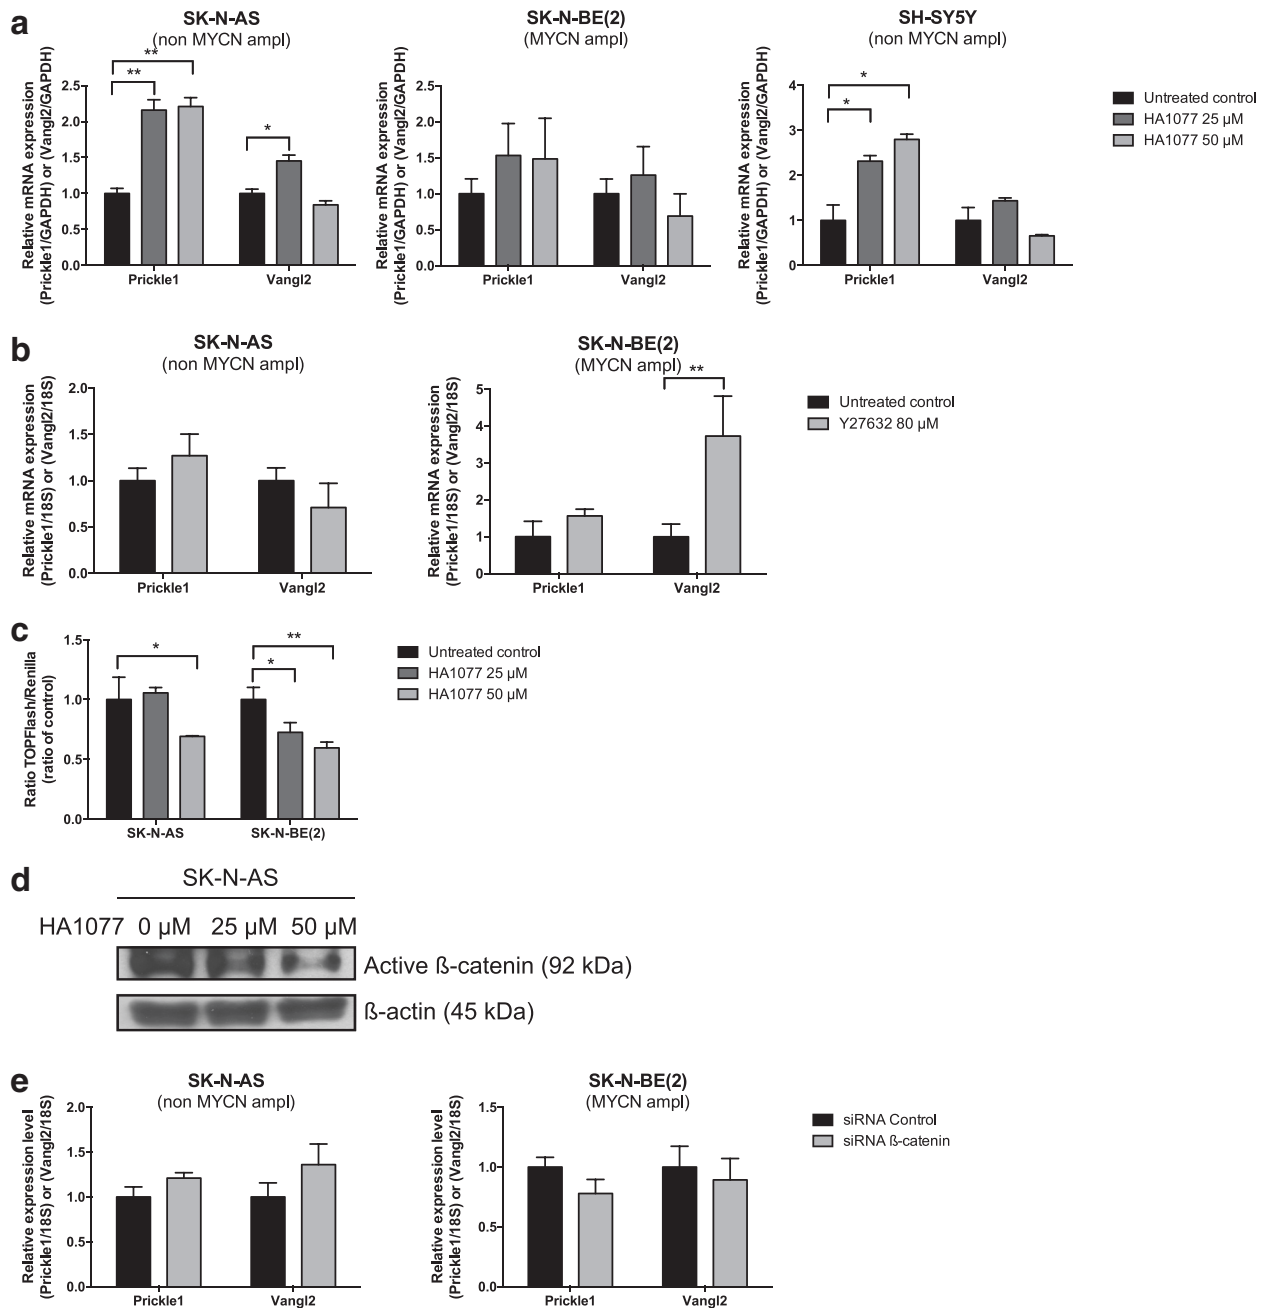 a
SK-N-AS
(non MYCN ampl)
Relative mRNA expression
(Prickle1/GAPDH) or (Vangl2/GAPDH)
2.5
2.0
1.5
1.0
0.5
0.0
**
**
*
Prickle1
Vangl2
SK-N-BE(2)
(MYCN ampl)
Relative mRNA expression
(Prickle1/GAPDH) or (Vangl2/GAPDH)
2.5
2.0
1.5
1.0
0.5
0.0
Prickle1
Vangl2
SH-SY5Y
(non MYCN ampl)
Relative mRNA expression
(Prickle1/GAPDH) or (Vangl2/GAPDH)
4
3
2
1
0
*
*
Prickle1
Vangl2
Untreated control
HA1077 25 µM
HA1077 50 µM
b
SK-N-AS
(non MYCN ampl)
Relative mRNA expression
(Prickle1/18S) or (Vangl2/18S)
2.0
1.5
1.0
0.5
0.0
Prickle1
Vangl2
SK-N-BE(2)
(MYCN ampl)
Relative mRNA expression
(Prickle1/18S) or (Vangl2/18S)
5
4
3
2
1
0
**
Prickle1
Vangl2
Untreated control
Y27632 80 µM
c
Ratio TOPFlash/Renilla
(ratio of control)
1.5
1.0
0.5
0.0
*
**
*
SK-N-AS
SK-N-BE(2)
Untreated control
HA1077 25 µM
HA1077 50 µM
d
SK-N-AS
HA1077 0 µM 25 µM 50 µM
Active ß-catenin (92 kDa)
ß-actin (45 kDa)
e
SK-N-AS
(non MYCN ampl)
Relative expression level
(Prickle1/18S) or (Vangl2/18S)
2.0
1.5
1.0
0.5
0.0
Prickle1
Vangl2
SK-N-BE(2)
(MYCN ampl)
Relative expression level
(Prickle1/18S) or (Vangl2/18S)
1.5
1.0
0.5
0.0
Prickle1
Vangl2
siRNA Control
siRNA ß-catenin